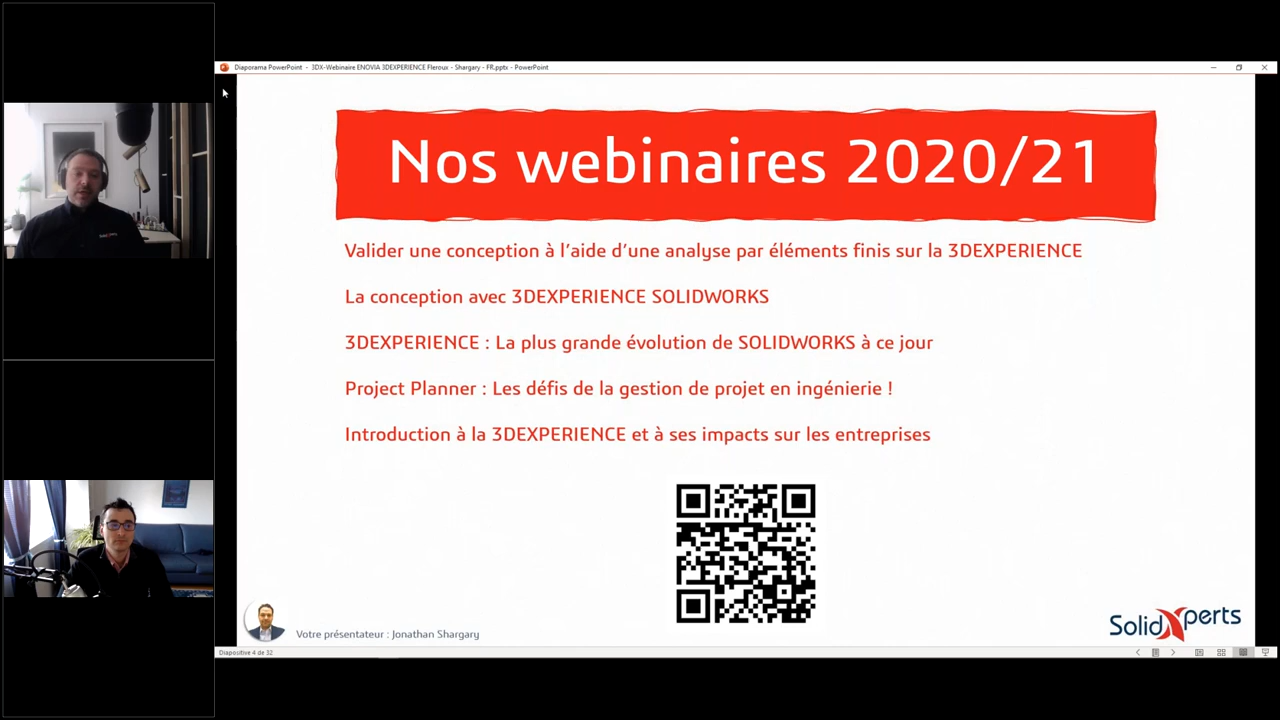 Diaporama PowerPoint - 3DX-Webinaire ENOVIA 3DEXPERIENCE Fleroux - Shargary - FR.pptx - PowerPoint
Nos webinaires 2020/21
Valider une conception à l'aide d'une analyse par éléments finis sur la 3DEXPERIENCE
La conception avec 3DEXPERIENCE SOLIDWORKS
3DEXPERIENCE : La plus grande évolution de SOLIDWORKS à ce jour
Project Planner : Les défis de la gestion de projet en ingénierie !
Introduction à la 3DEXPERIENCE et à ses impacts sur les entreprises
Votre présentateur : Jonathan Shargary
SolidXperts
Diapositive 4 de 32